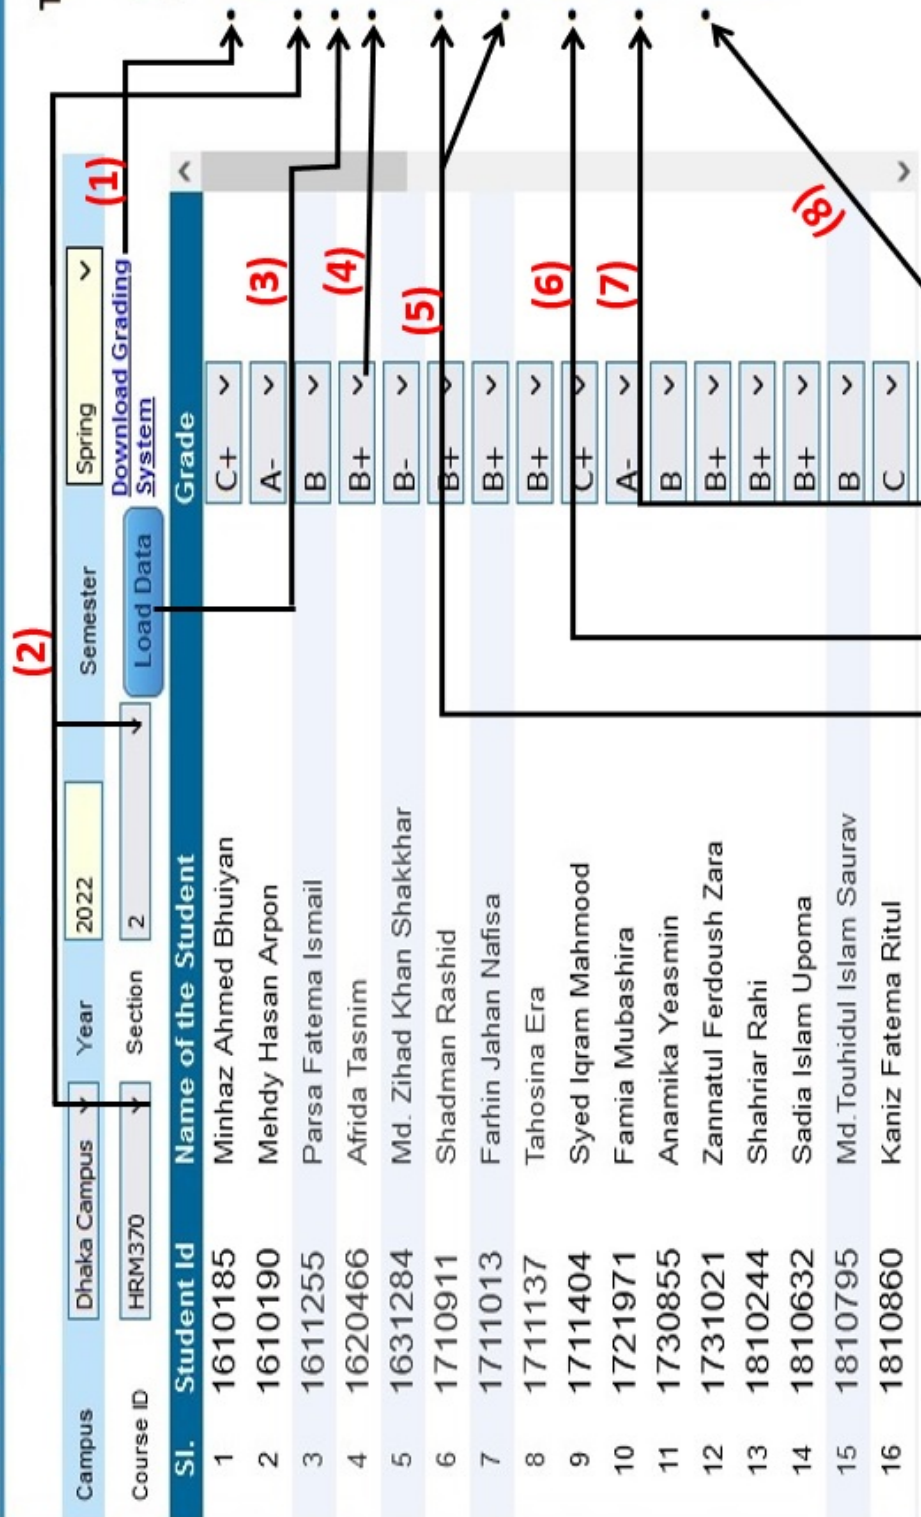 (2)
Campus Dhaka Campus Year 2022 Semester Spring
(1)
Course ID HRM370 Section 2 Load Data Download Grading
System
Sl. Student Id Name of the Student Grade
1 1610185 Minhaz Ahmed Bhuiyan C+
2 1610190 Mehdy Hasan Arpon A-
(3)
3 1611255 Parsa Fatema Ismail B
(4)
4 1620466 Afrida Tasnim B+
5 1631284 Md. Zihad Khan Shakkhar B-
(5)
6 1710911 Shadman Rashid B+
7 1711013 Farhin Jahan Nafisa B+
8 1711137 Tahosina Era B+
(6)
9 1711404 Syed Iqram Mahmood C+
(7)
10 1721971 Famia Mubashira A-
11 1730855 Anamika Yeasmin B
12 1731021 Zannatul Ferdoush Zara B+
13 1810244 Shahriar Rahi B+
14 1810632 Sadia Islam Upoma B+
(8)
15 1810795 Md.Touhidul Islam Saurav B
16 1810860 Kaniz Fatema Ritul C